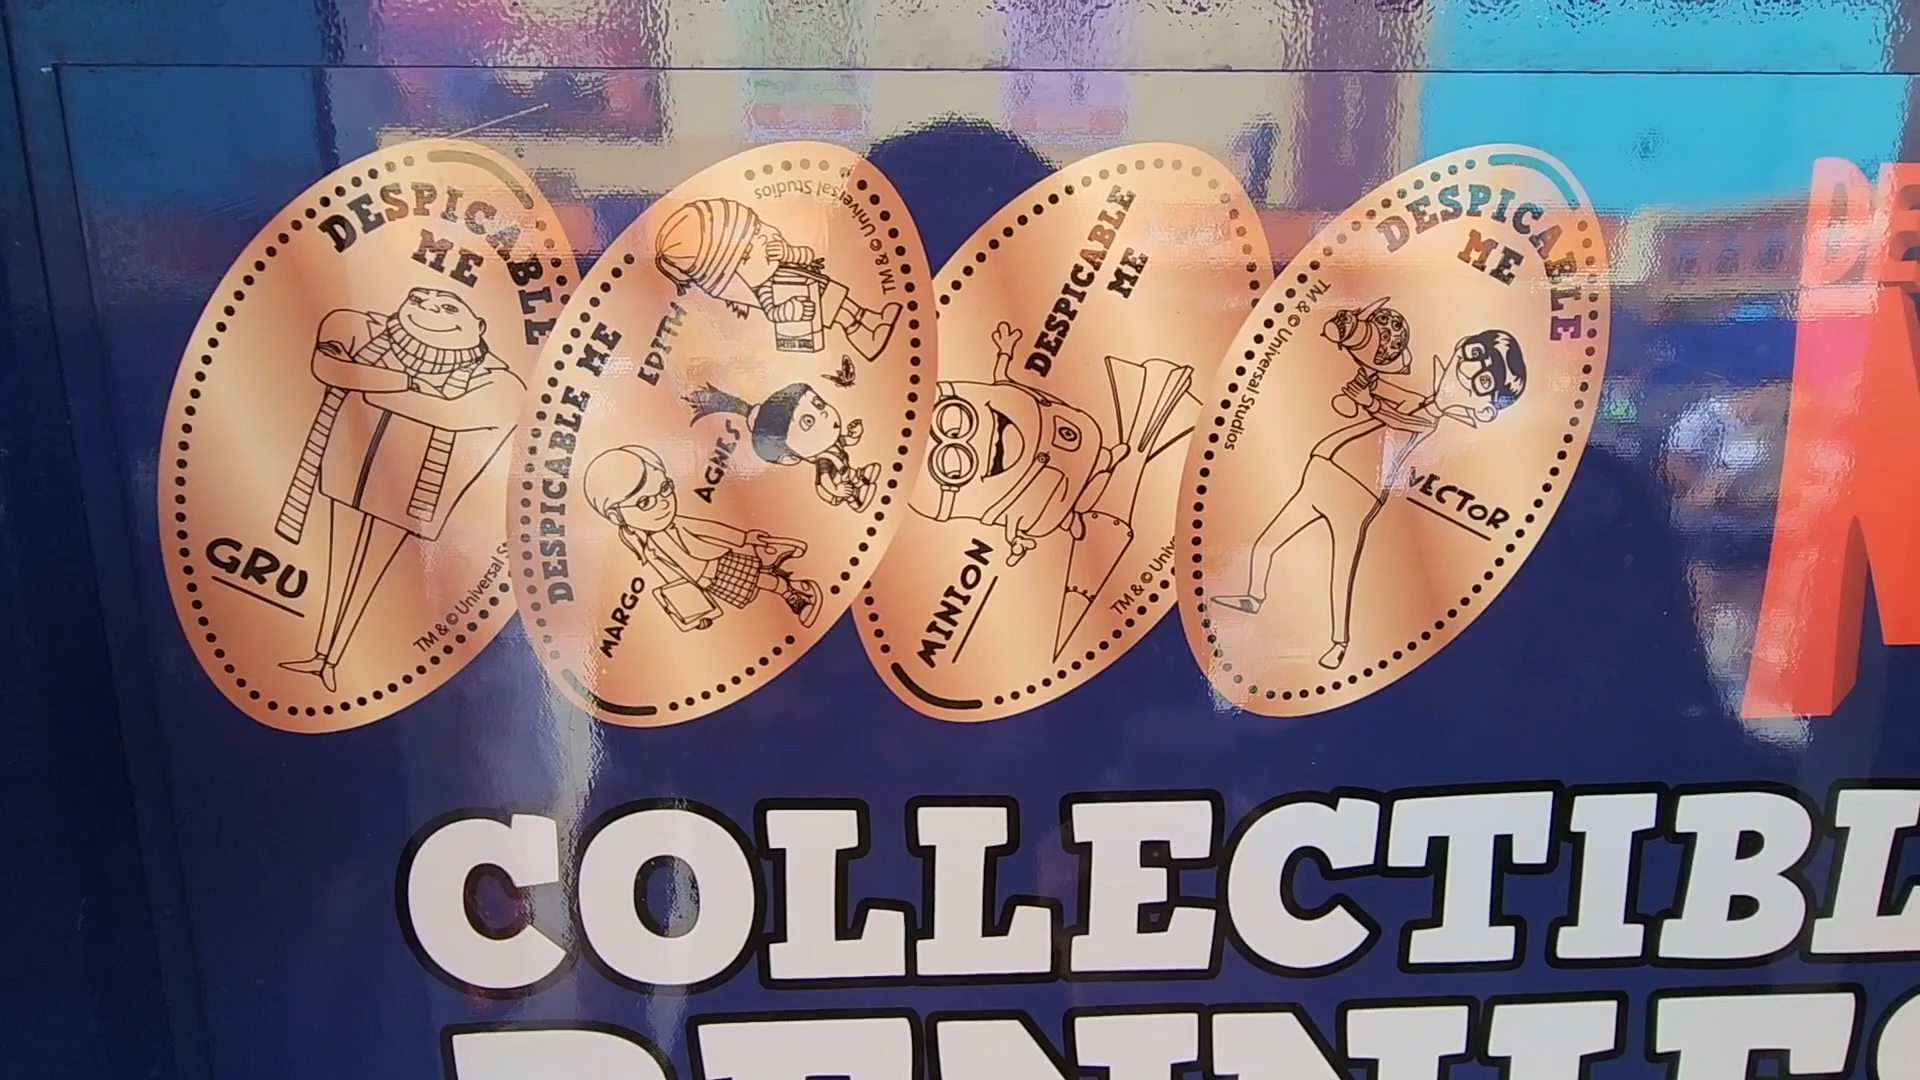 DESPICABLE
ME
GRU
TM & © Universal
DESPICABLE ME
EDITH
AGNES
MARGO
TM & © Universal Studios
DESPICABLE
ME
MINION
TM & © Univ
DESPICABLE
ME
VECTOR
TM & © Universal Studios
COLLECTIBL